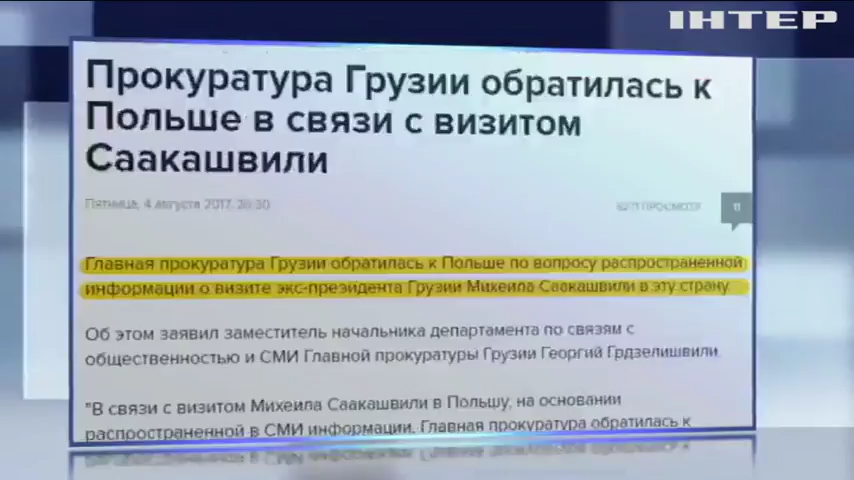 ІНТЕР
Прокуратура Грузии обратилась к
Польше в связи с визитом
Саакашвили
Пятница, 4 августа 2017,
ПРОСМОТР
11
Главная прокуратура Грузии обратилась к Польше по вопросу распространенной
информации о визите экс-президента Грузии Михеила Саакашвили в эту страну.
Об этом заявил заместитель начальника департамента по связям с
общественностью и СМИ Главной прокуратуры Грузии Георгий Грдзелишвили.
"В связи с визитом Михеила Саакашвили в Польшу, на основании
распространенной в СМИ информации, Главная прокуратура обратилась к